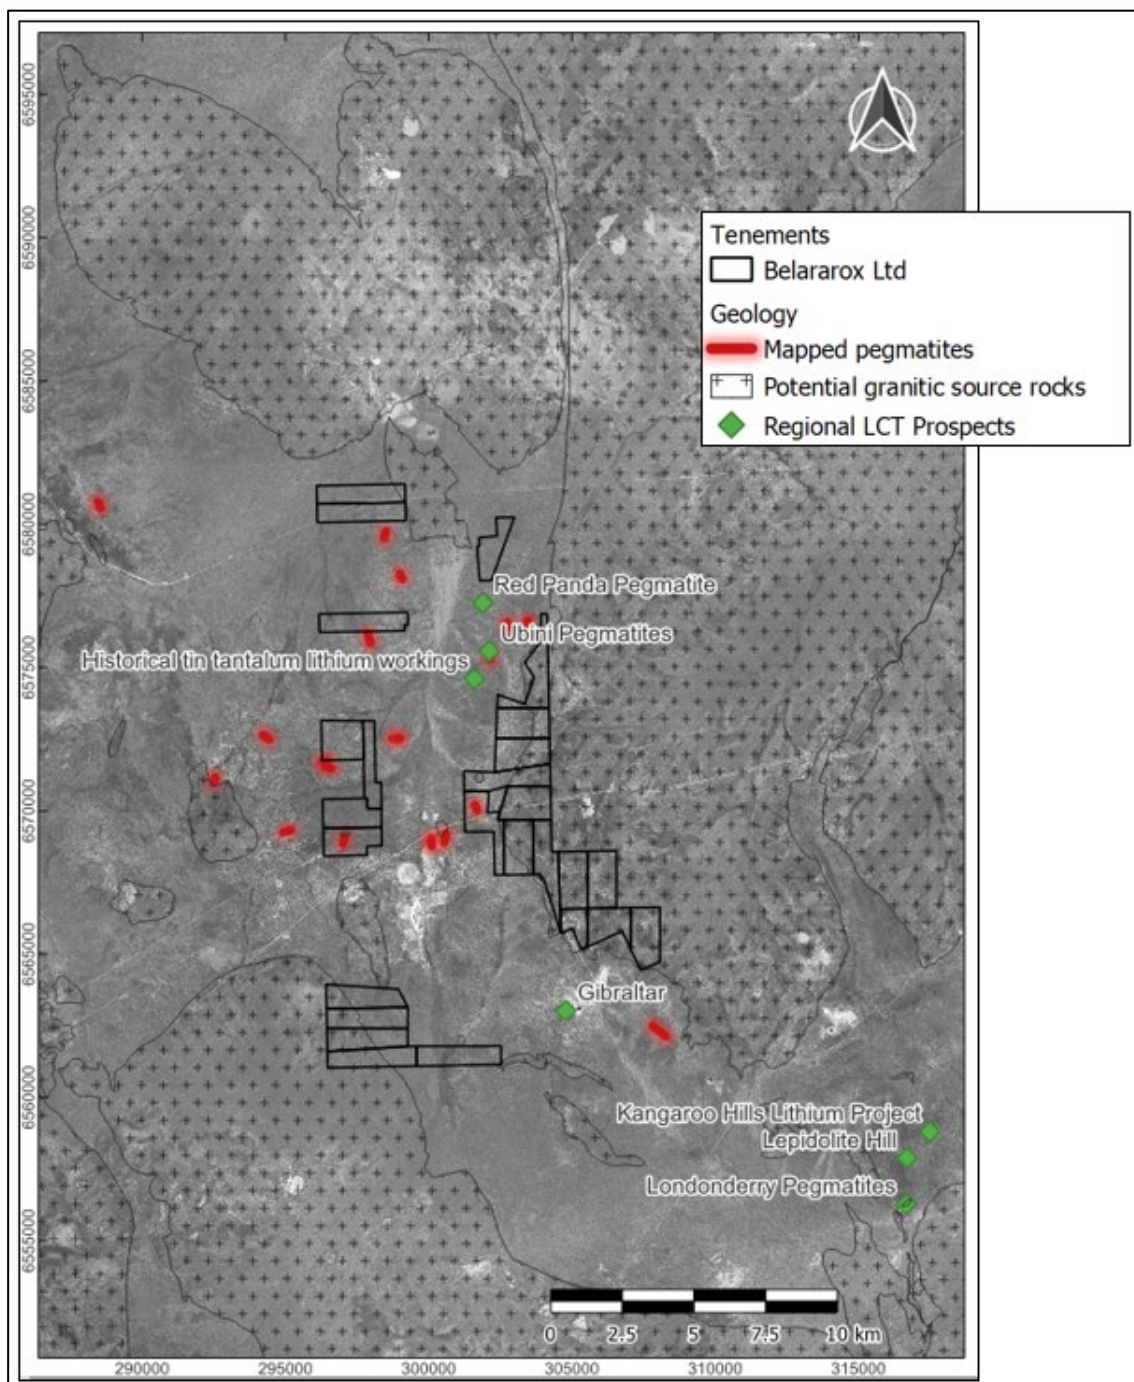 6595000
6590000
6585000
6580000
6575000
6570000
6565000
6560000
6555000
Tenements
Belararox Ltd
Geology
Mapped pegmatites
Potential granitic source rocks
Regional LCT Prospects
Red Panda Pegmatite
Ubini Pegmatites
Historical tin tantalum lithium workings
Gibraltar
Kangaroo Hills Lithium Project
Lepidolite Hill
Londonderry Pegmatites
0 2.5 5 7.5 10 km
290000 295000 300000 305000 310000 315000